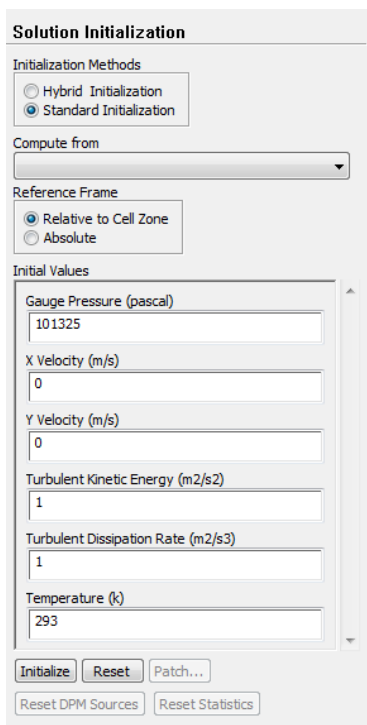 Solution Initialization
Initialization Methods
Hybrid Initialization
Standard Initialization
Compute from
Reference Frame
Relative to Cell Zone
Absolute
Initial Values
Gauge Pressure (pascal)
101325
X Velocity (m/s)
0
Y Velocity (m/s)
0
Turbulent Kinetic Energy (m2/s2)
1
Turbulent Dissipation Rate (m2/s3)
1
Temperature (k)
293
Initialize Reset Patch...
Reset DPM Sources Reset Statistics